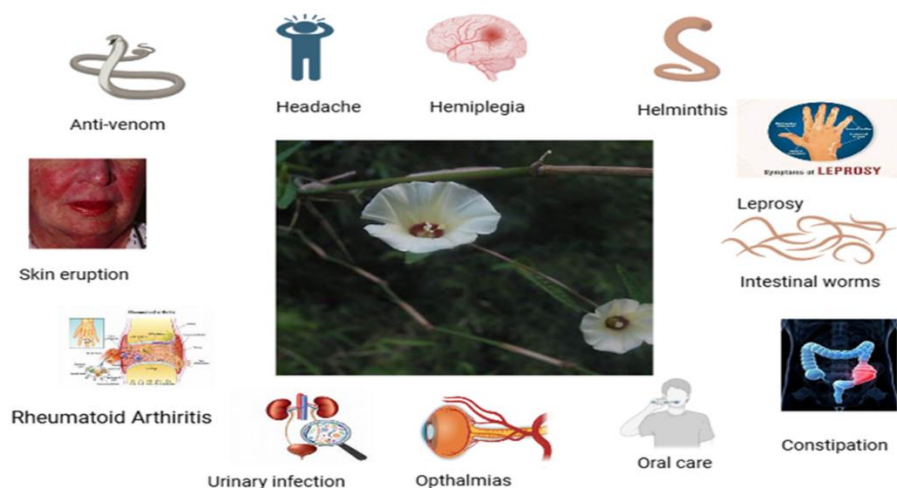 Anti-venom
Headache
Hemiplegia
Helminthis
Symptoms of LEPROSY
Leprosy
Skin eruption
Intestinal worms
Rheumatoid Arthiritis
Urinary infection
Opthalmias
Oral care
Constipation